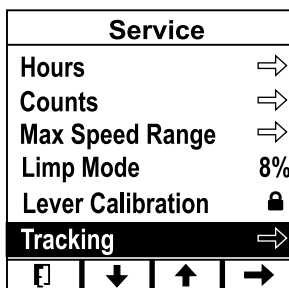 Service
Hours
Counts
Max Speed Range
Limp Mode 8%
Lever Calibration
Tracking